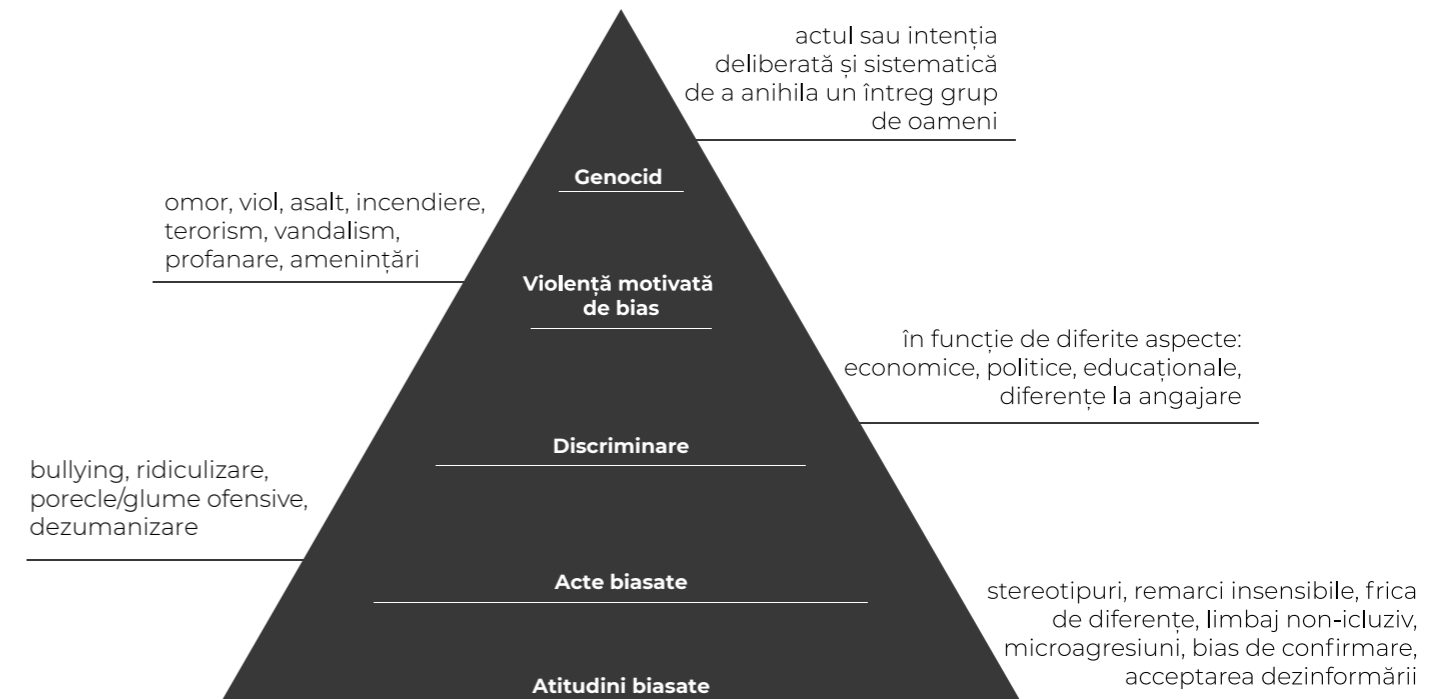 actul sau intenția
deliberată și sistematică
de a anihila un întreg grup
de oameni
Genocid
omor, viol, asalt, incendiere,
terorism, vandalism,
profanare, amenințări
Violență motivată
de bias
în funcție de diferite aspecte:
economice, politice, educaționale,
diferențe la angajare
Discriminare
bullying, ridiculizare,
porecle/glume ofensive,
dezumanizare
Acte biasate
stereotipuri, remarci insensibile, frica
de diferențe, limbaj non-icluziv,
microagresiuni, bias de confirmare,
acceptarea dezinformării
Atitudini biasate